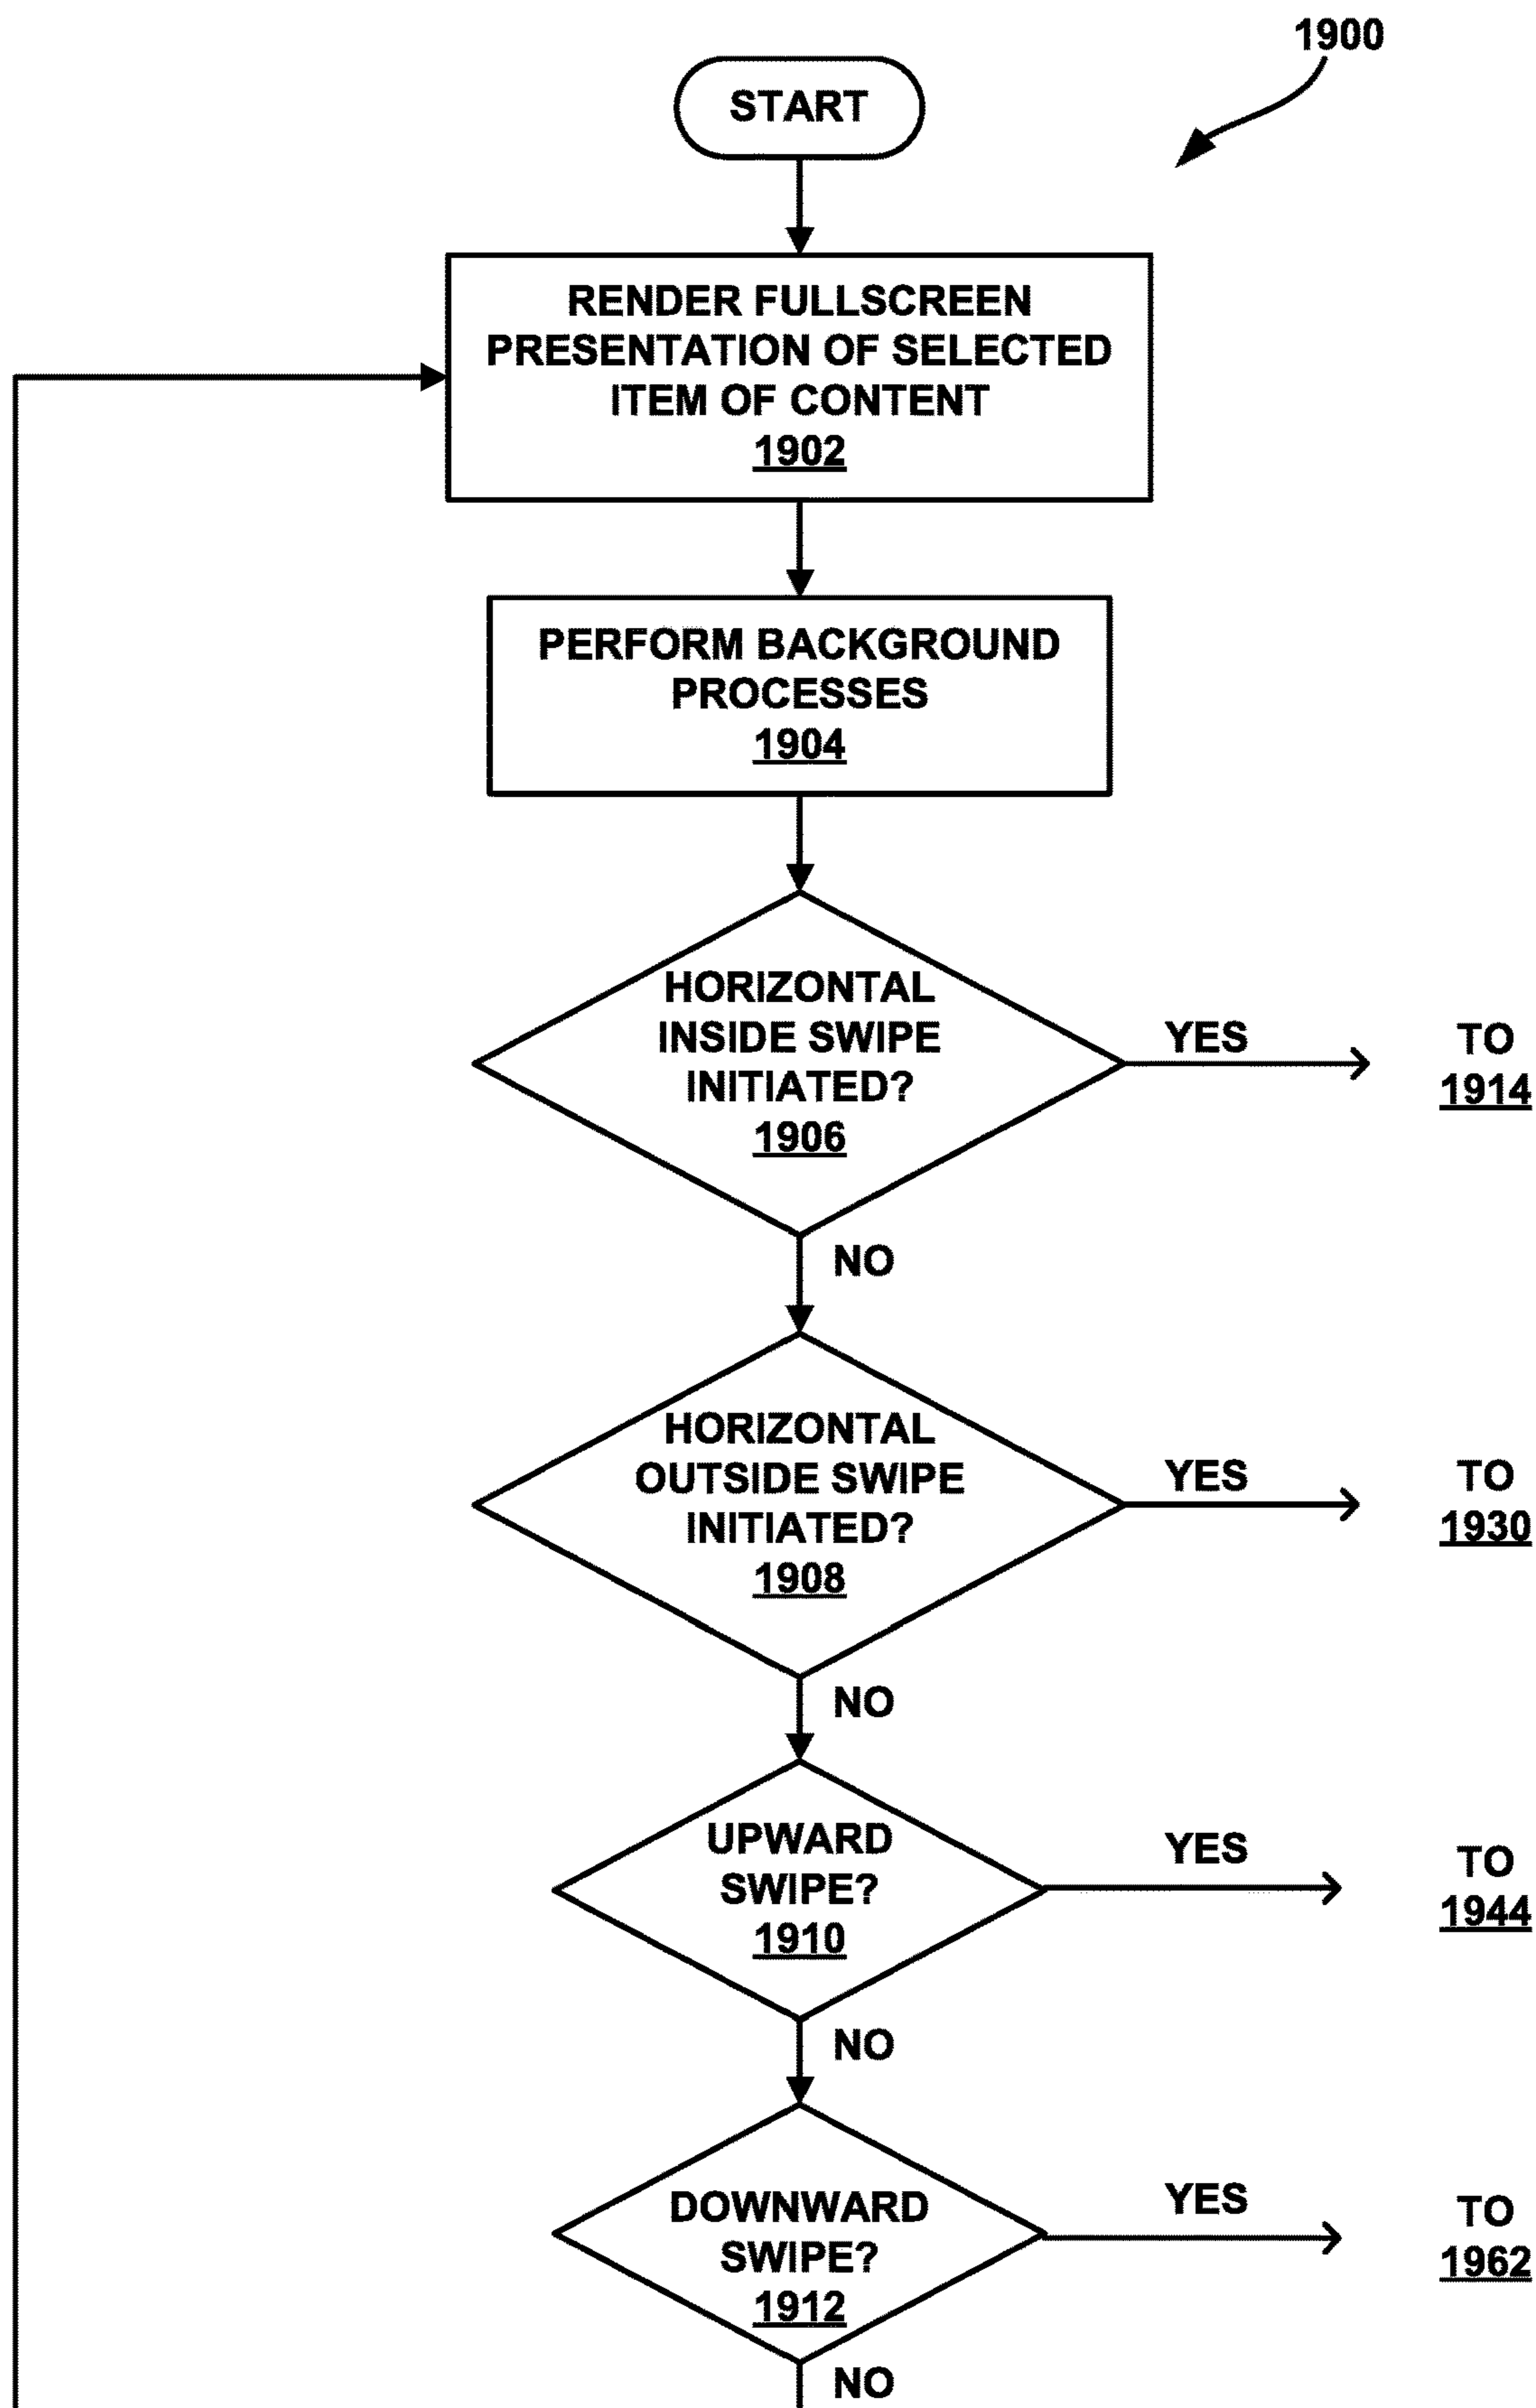 1900
START
RENDER FULLSCREEN
PRESENTATION OF SELECTED
ITEM OF CONTENT
1902
PERFORM BACKGROUND
PROCESSES
1904
HORIZONTAL
INSIDE SWIPE
INITIATED?
1906
YES
TO
1914
NO
HORIZONTAL
OUTSIDE SWIPE
INITIATED?
1908
YES
TO
1930
NO
UPWARD
SWIPE?
1910
YES
TO
1944
NO
DOWNWARD
SWIPE?
1912
YES
TO
1962
NO